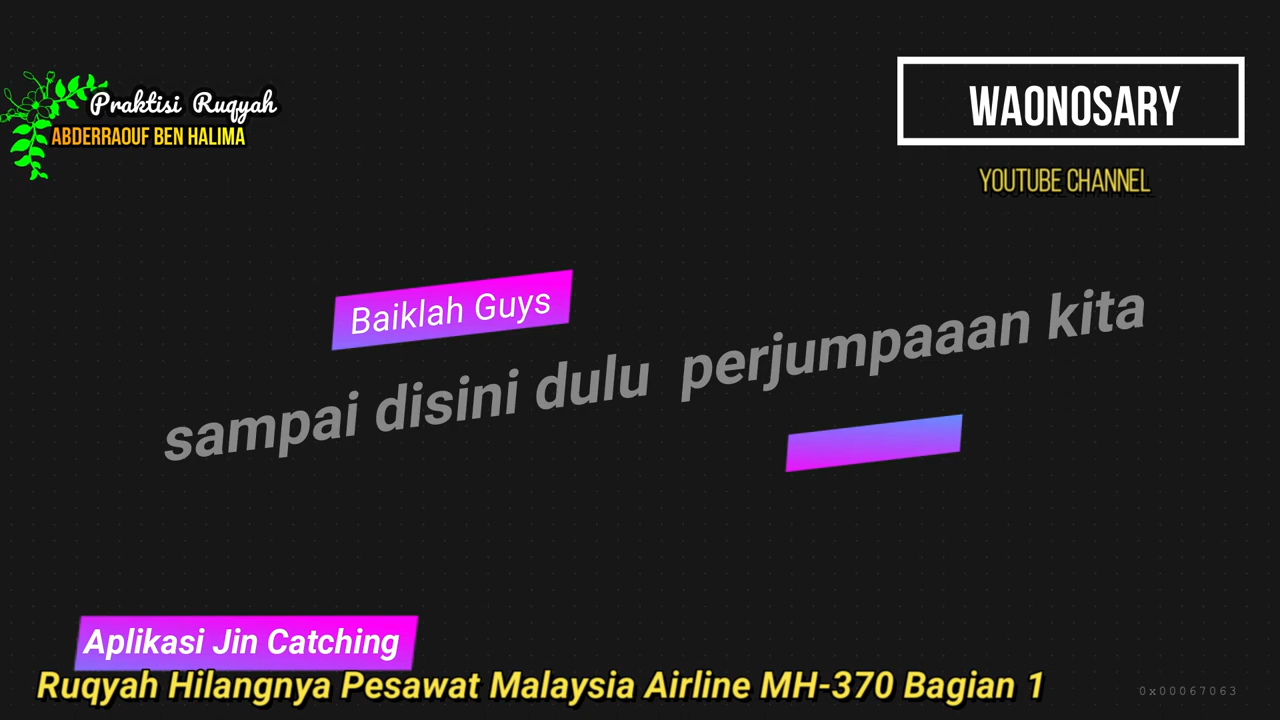 Praktisi Ruqyah
ABDERRAOUF BEN HALIMA
WAONOSARY
YOUTUBE CHANNEL
Baiklah Guys
sampai disini dulu perjumpaaan kita
Aplikasi Jin Catching
Ruqyah Hilangnya Pesawat Malaysia Airline MH-370 Bagian 1
0x00067063